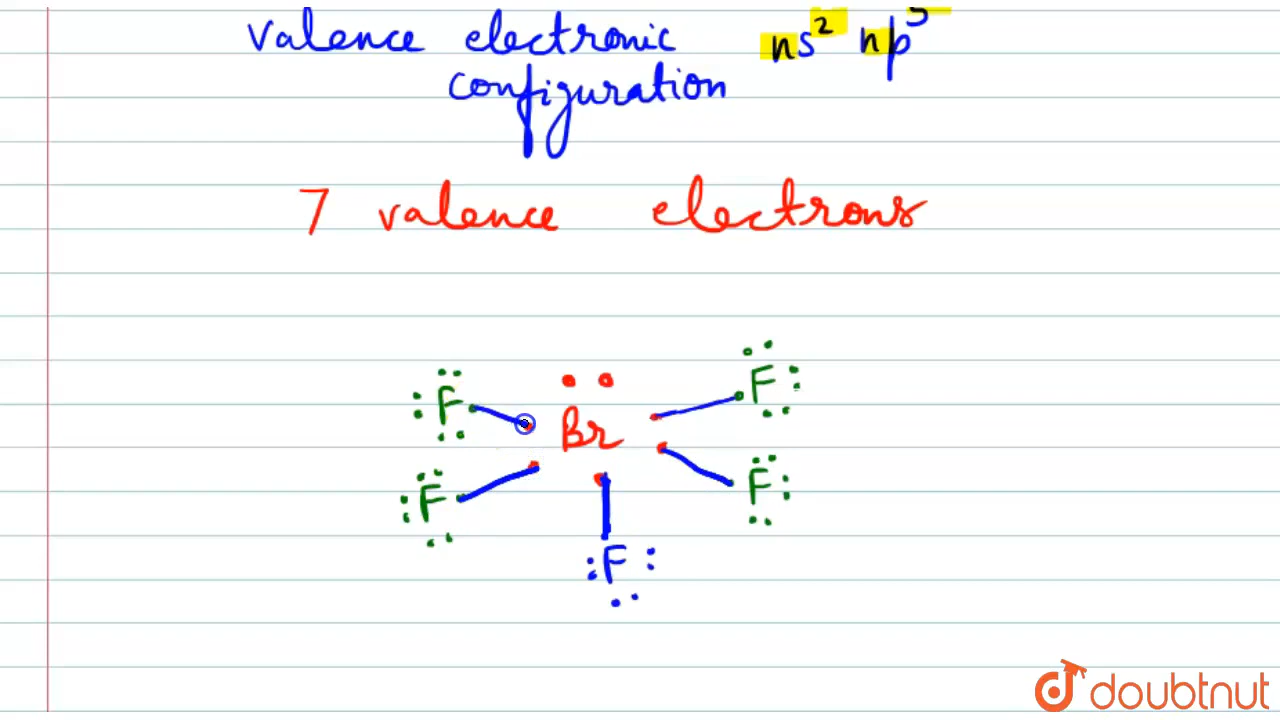 valence electronic ns² np⁵
configuration
7 valence electrons
F Br F
F F
F
doubtnut